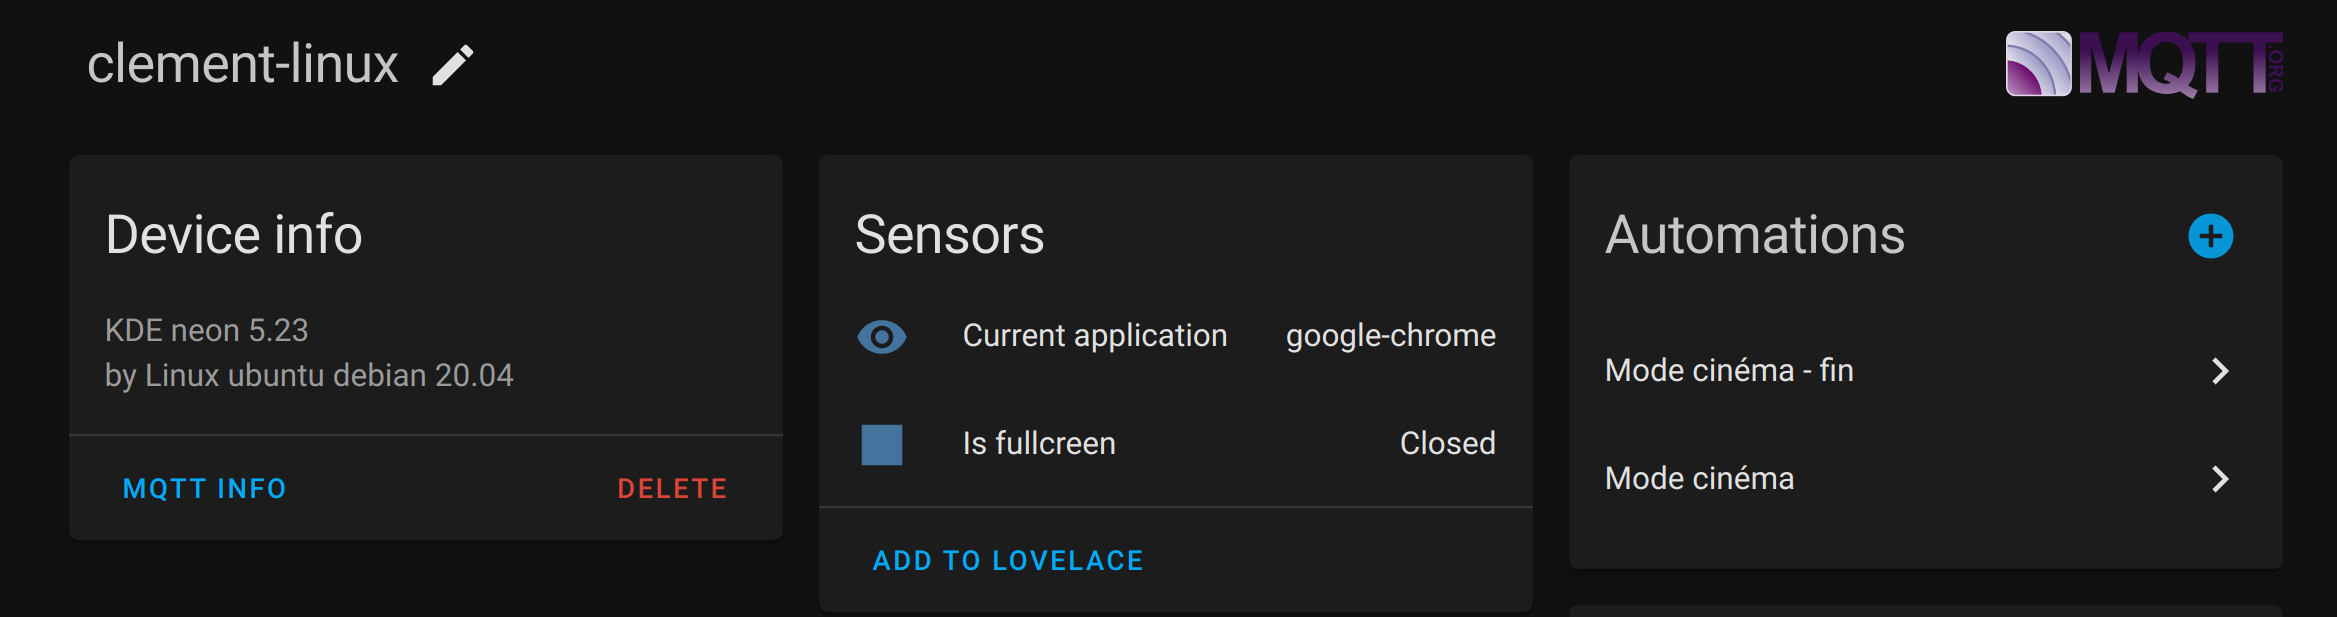 clement-linux
MQTT.ORG
Device info
KDE neon 5.23
by Linux ubuntu debian 20.04
MQTT INFO
DELETE
Sensors
Current application
google-chrome
Is fullcreen
Closed
ADD TO LOVELACE
Automations
Mode cinéma - fin
Mode cinéma